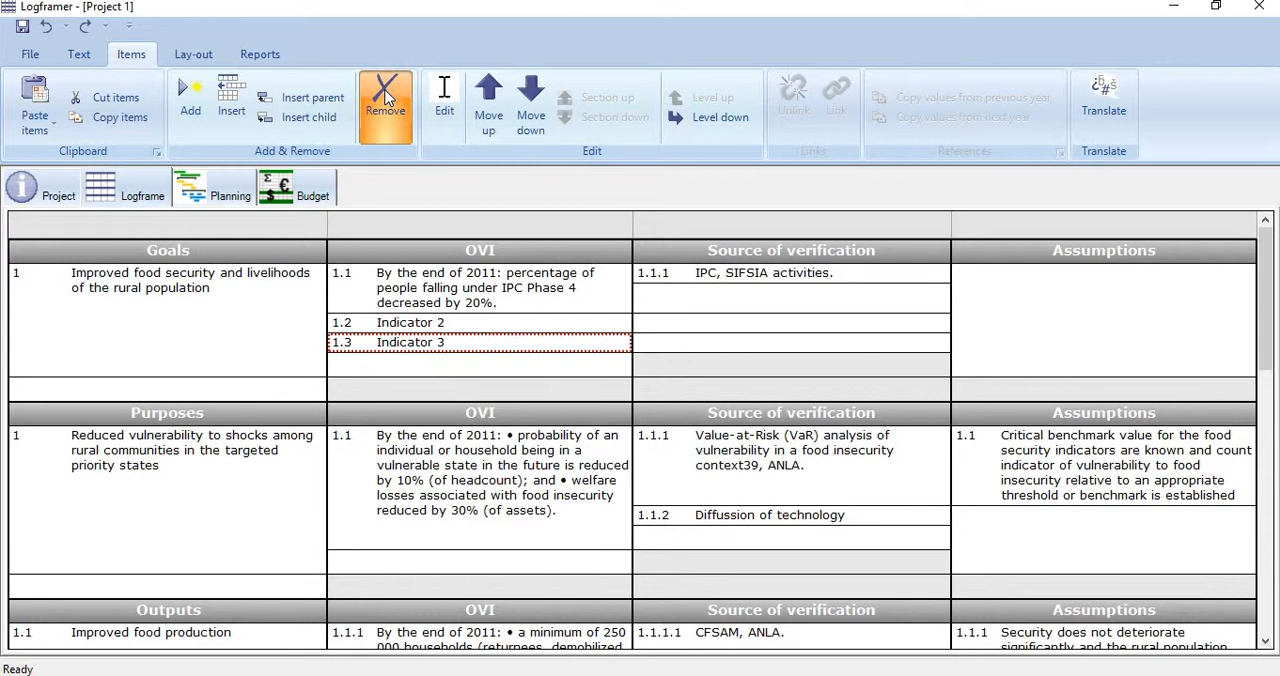 Logframer - [Project 1]
File Text Items Lay-out Reports
Paste items
Cut items
Copy items
Clipboard
Add
Insert
Insert parent
Insert child
Remove
Add & Remove
Edit
Move up
Move down
Section up
Section down
Level up
Level down
Edit
Unlink
Link
Links
Copy values from previous year
Copy values from next year
References
Translate
Translate
Project Logframe Planning Budget
Goals OVI Source of verification Assumptions
1 Improved food security and livelihoods
of the rural population
1.1 By the end of 2011: percentage of
people falling under IPC Phase 4
decreased by 20%.
1.1.1 IPC, SIFSIA activities.
1.2 Indicator 2
1.3 Indicator 3
Purposes OVI Source of verification Assumptions
1 Reduced vulnerability to shocks among
rural communities in the targeted
priority states
1.1 By the end of 2011: • probability of an
individual or household being in a
vulnerable state in the future is reduced
by 10% (of headcount); and • welfare
losses associated with food insecurity
reduced by 30% (of assets).
1.1.1 Value-at-Risk (VaR) analysis of
vulnerability in a food insecurity
context39, ANLA.
1.1.2 Diffussion of technology
1.1 Critical benchmark value for the food
security indicators are known and count
indicator of vulnerability to food
insecurity relative to an appropriate
threshold or benchmark is established
Outputs OVI Source of verification Assumptions
1.1 Improved food production
1.1.1 By the end of 2011: • a minimum of 250
000 households (returnees, demobilized
1.1.1.1 CFSAM, ANLA.
1.1.1 Security does not deteriorate
significantly and the rural population
Ready